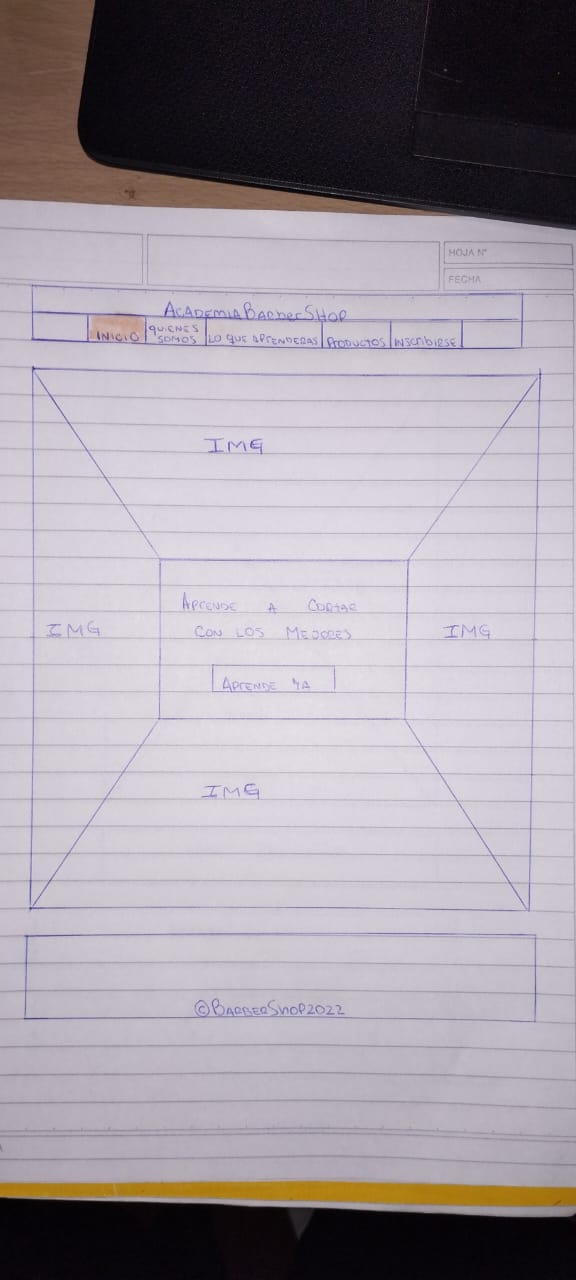 HOJA N°
FECHA
ACADEMIA BARBER SHOP
INICIO
QUIENES SOMOS
LO QUE APRENDERAS
PRODUCTOS
INSCRIBIRSE
IMG
IMG
APRENDE A CORTAR
CON LOS MEJORES
IMG
APRENDE YA
IMG
©BARBERSHOP2022